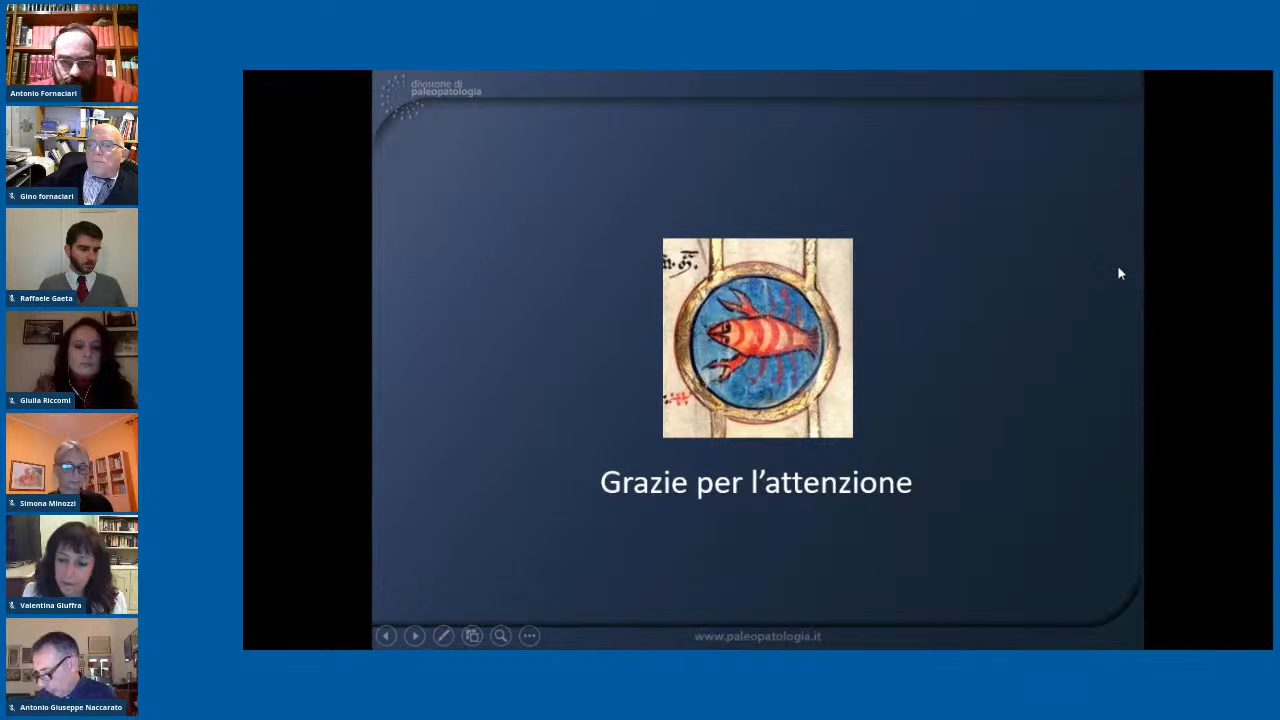 Antonio Fornaciari
Gino fornaciari
Raffaele Gaeta
Giulia Riccomi
Simona Minozzi
Valentina Giuffra
Antonio Giuseppe Naccarato
divisione di
paleopatologia
Grazie per l’attenzione
www.paleopatologia.it